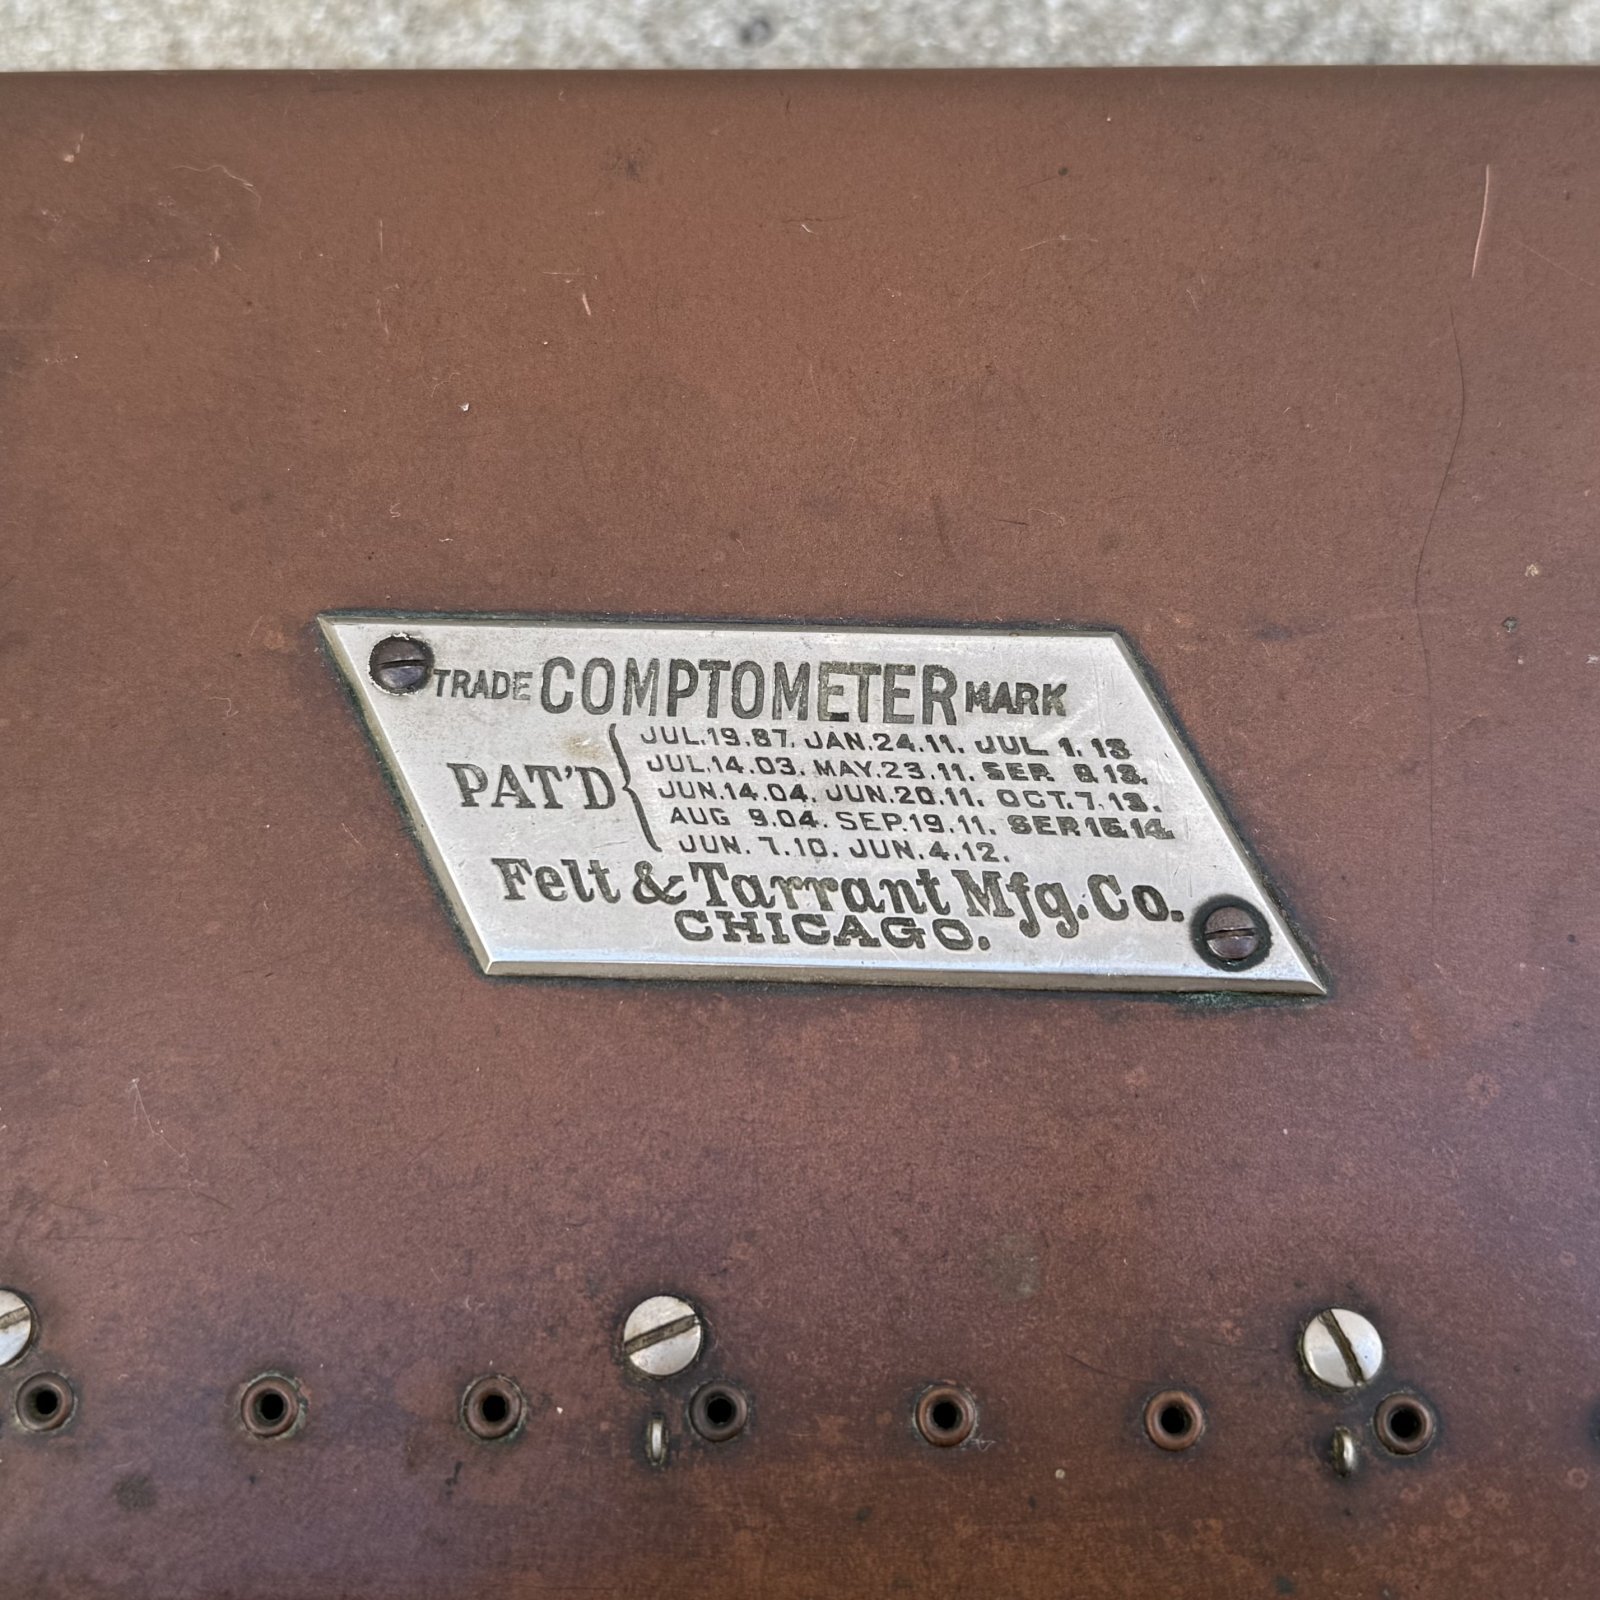 TRADE COMPTOMETER MARK
PAT'D
JUL.19.87. JAN.24.11. JUL 1.13
JUL.14.03. MAY.23.11. SEP. 9.13.
JUN.14.04. JUN.20.11. OCT.7.13.
AUG 9.04. SEP.19.11. SEP.15.14.
JUN. 7.10. JUN.4.12.
Felt & Tarrant Mfg.Co.
CHICAGO.